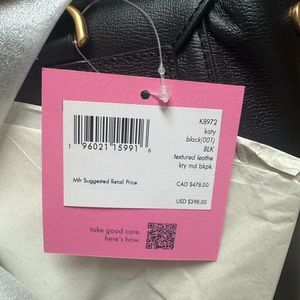 K8972
katy
black(001)
BLK
textured leathe
kty md bkpk
1 96021 15991 6
Mfr Suggested Retail Price
CAD $478.00
USD $398.00
take good care.
here's how.